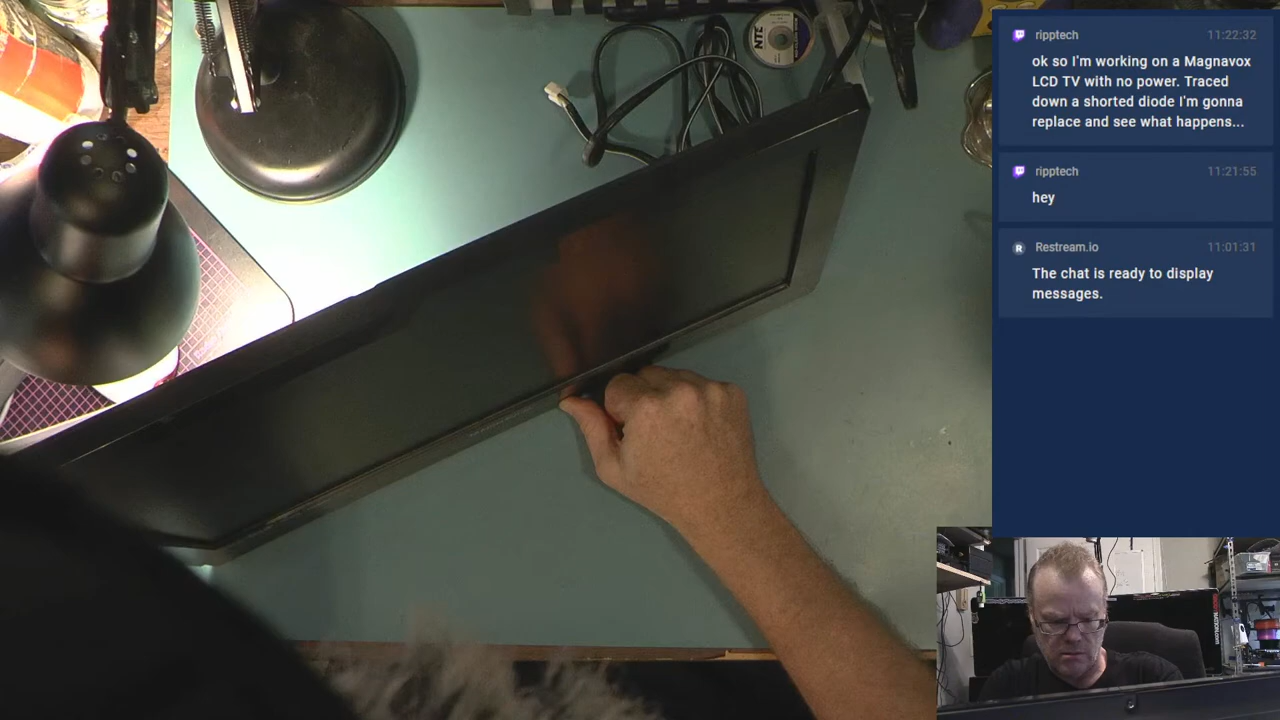 NTE
ripptech 11:22:32
ok so I'm working on a Magnavox
LCD TV with no power. Traced
down a shorted diode I'm gonna
replace and see what happens...
ripptech 11:21:55
hey
R Restream.io 11:01:31
The chat is ready to display
messages.